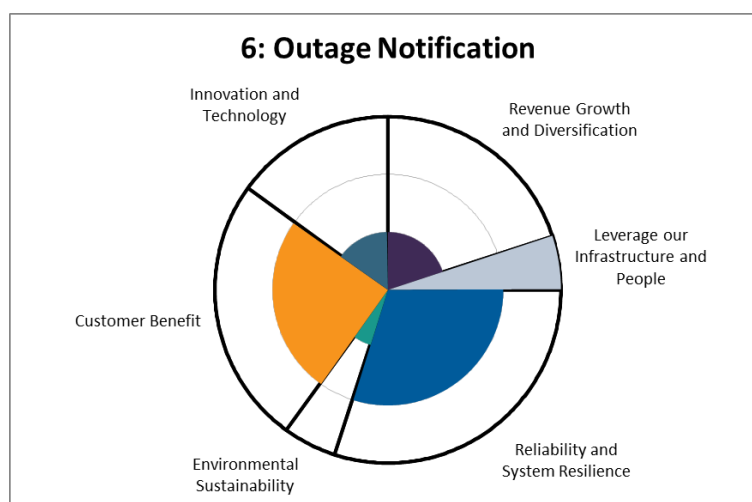 6: Outage Notification
Innovation and
Technology
Revenue Growth
and Diversification
Leverage our
Infrastructure and
People
Customer Benefit
Environmental
Sustainability
Reliability and
System Resilience